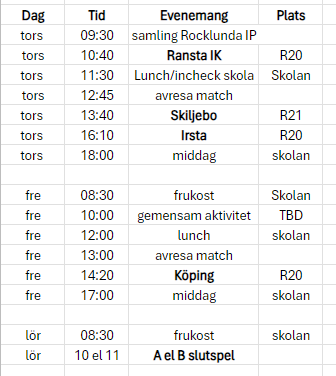 Dag Tid Evenemang Plats
tors 09:30 samling Rocklunda IP
tors 10:40 Ransta IK R20
tors 11:30 Lunch/incheck skola Skolan
tors 12:45 avresa match
tors 13:40 Skiljebo R21
tors 16:10 Irsta R20
tors 18:00 middag skolan
fre 08:30 frukost Skolan
fre 10:00 gemensam aktivitet TBD
fre 12:00 lunch skolan
fre 13:00 avresa match
fre 14:20 Köping R20
fre 17:00 middag skolan
lör 08:30 frukost skolan
lör 10 el 11 A el B slutspel